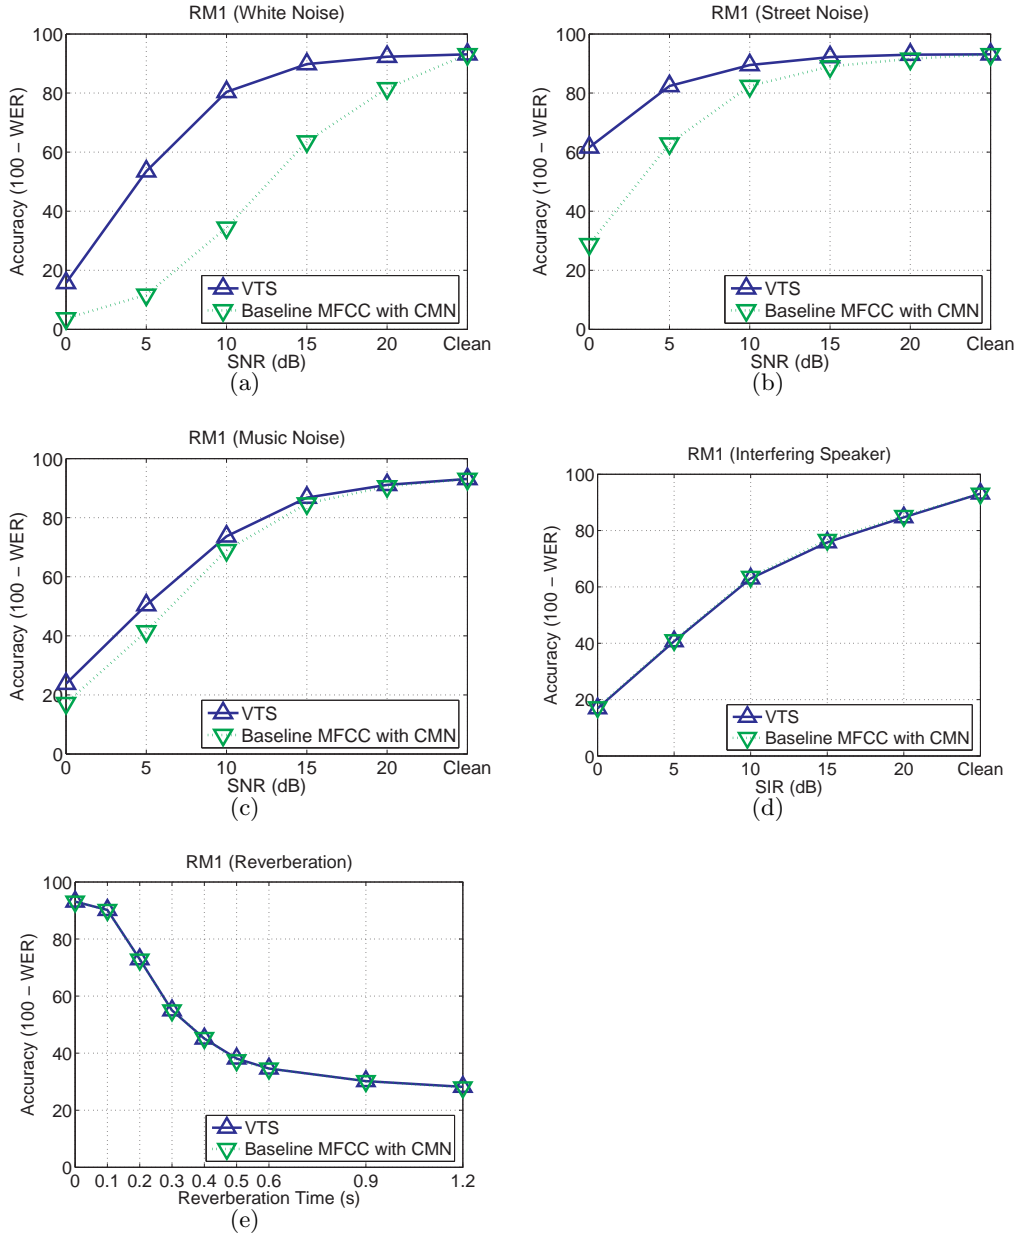 RM1 (White Noise)
Accuracy (100 − WER)
100
80
60
40
20
0
0 5 10 15 20 Clean
SNR (dB)
VTS
Baseline MFCC with CMN
(a)
RM1 (Street Noise)
Accuracy (100 − WER)
100
80
60
40
20
0
0 5 10 15 20 Clean
SNR (dB)
VTS
Baseline MFCC with CMN
(b)
RM1 (Music Noise)
Accuracy (100 − WER)
100
80
60
40
20
0
0 5 10 15 20 Clean
SNR (dB)
VTS
Baseline MFCC with CMN
(c)
RM1 (Interfering Speaker)
Accuracy (100 − WER)
100
80
60
40
20
0
0 5 10 15 20 Clean
SIR (dB)
VTS
Baseline MFCC with CMN
(d)
RM1 (Reverberation)
Accuracy (100 − WER)
100
80
60
40
20
0
0 0.1 0.2 0.3 0.4 0.5 0.6 0.9 1.2
Reverberation Time (s)
VTS
Baseline MFCC with CMN
(e)